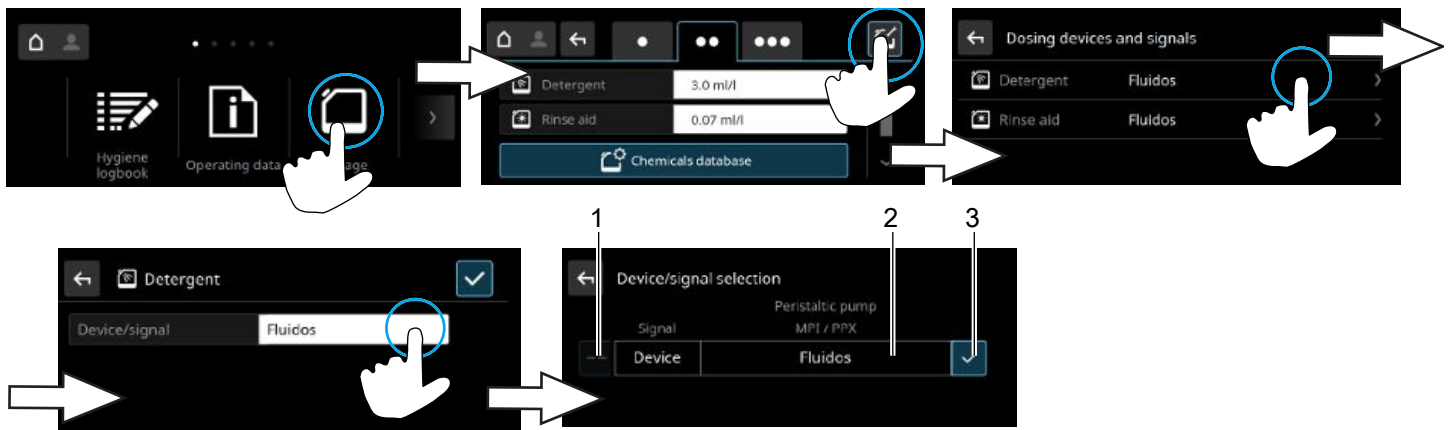 Hygiene
logbook
Operating data
Detergent 3.0 ml/l
Rinse aid 0.07 ml/l
Chemicals database
Dosing devices and signals
Detergent Fluidos
Rinse aid Fluidos
Detergent
Device/signal Fluidos
1 2 3
Device/signal selection
Peristaltic pump
Signal MPI / PPX
-- Device Fluidos